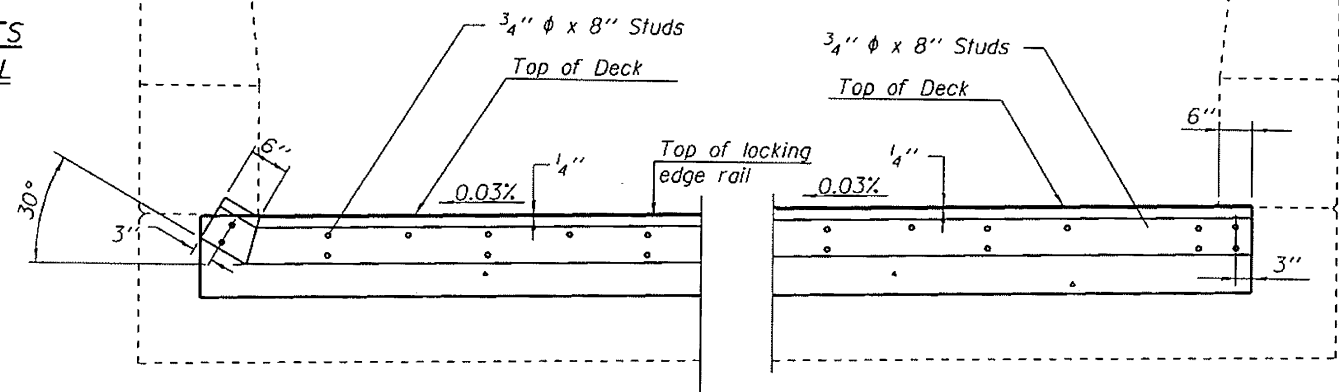 TS
L
3/4" ϕ x 8" Studs
Top of Deck
3/4" ϕ x 8" Studs
Top of Deck
6"
6"
30°
3"
0.03%
1/4"
Top of locking
edge rail
1/4"
0.03%
3"